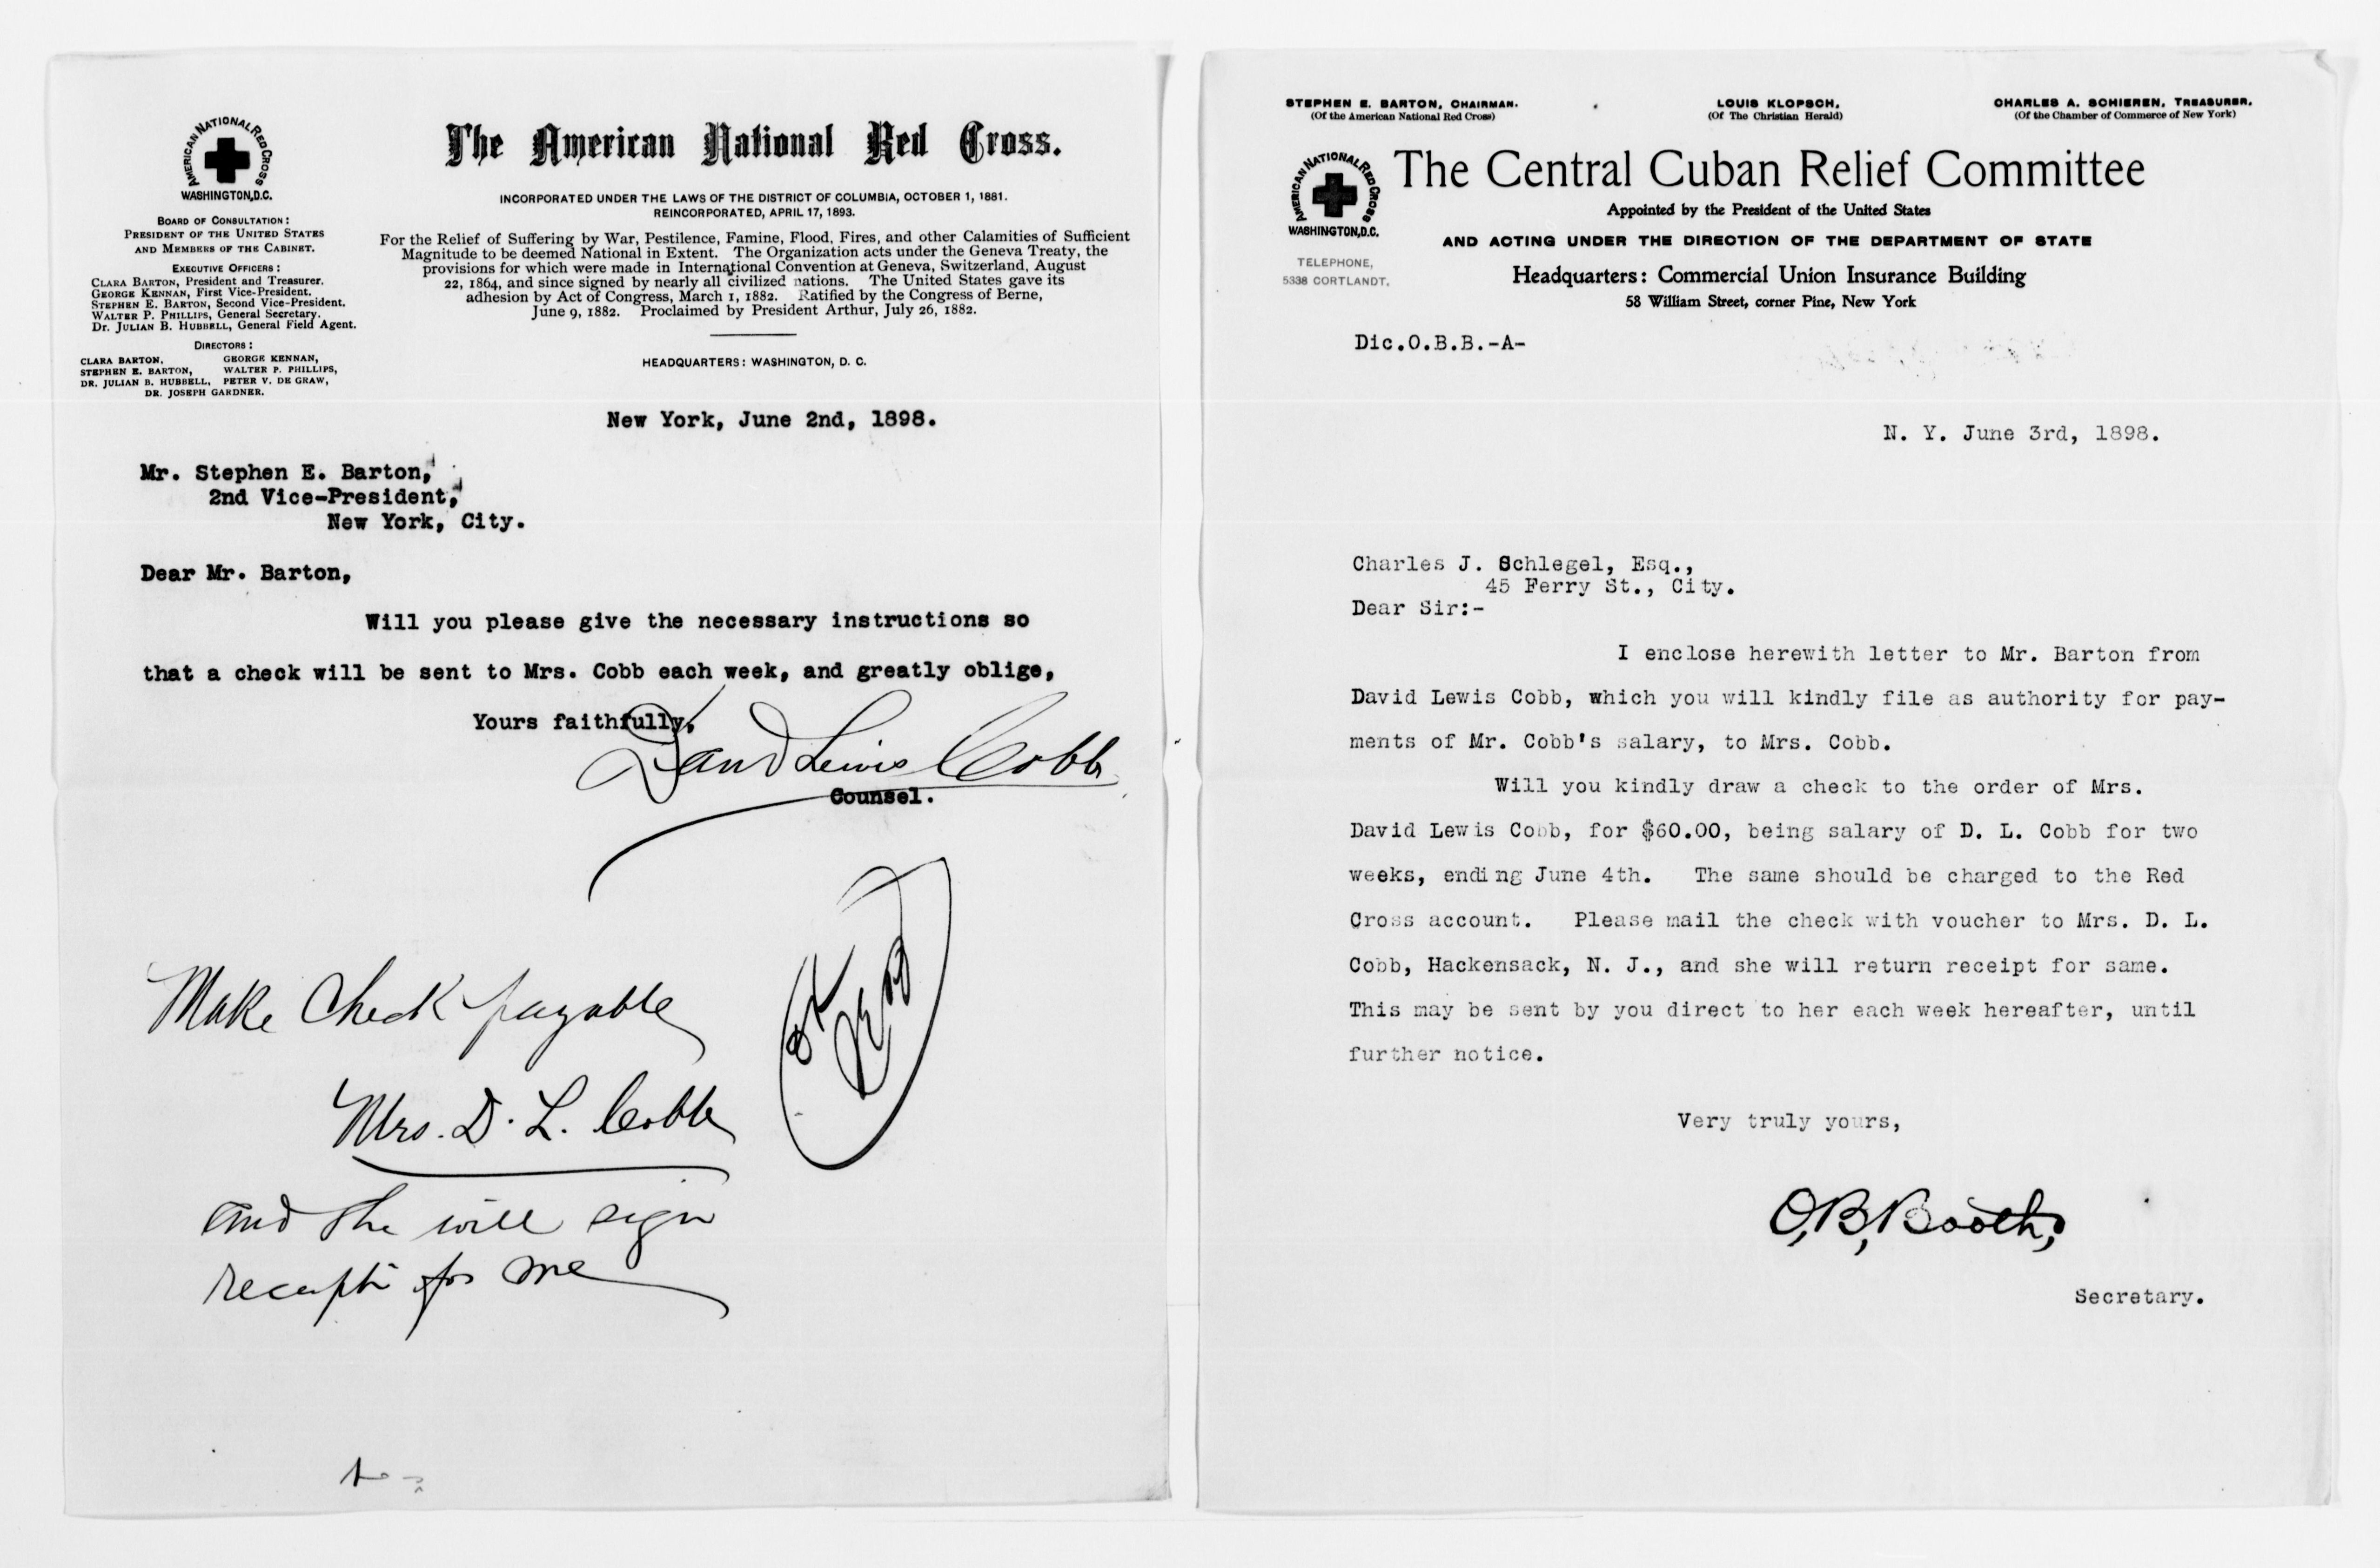 AMERICAN NATIONAL RED CROSS
WASHINGTON, D.C.
BOARD OF CONSULTATION:
PRESIDENT OF THE UNITED STATES
AND MEMBERS OF THE CABINET.
EXECUTIVE OFFICERS:
CLARA BARTON, President and Treasurer.
GEORGE KENNAN, First Vice-President.
STEPHEN E. BARTON, Second Vice-President.
WALTER P. PHILLIPS, General Secretary.
Dr. JULIAN B. HUBBELL, General Field Agent.
DIRECTORS:
CLARA BARTON, GEORGE KENNAN,
STEPHEN E. BARTON, WALTER P. PHILLIPS,
DR. JULIAN B. HUBBELL, PETER V. DE GRAW,
DR. JOSEPH GARDNER.
The American National Red Cross.
INCORPORATED UNDER THE LAWS OF THE DISTRICT OF COLUMBIA, OCTOBER 1, 1881.
REINCORPORATED, APRIL 17, 1893.
For the Relief of Suffering by War, Pestilence, Famine, Flood, Fires, and other Calamities of Sufficient
Magnitude to be deemed National in Extent. The Organization acts under the Geneva Treaty, the
provisions for which were made in International Convention at Geneva, Switzerland, August
22, 1864, and since signed by nearly all civilized nations. The United States gave its
adhesion by Act of Congress, March 1, 1882. Ratified by the Congress of Berne,
June 9, 1882. Proclaimed by President Arthur, July 26, 1882.
HEADQUARTERS: WASHINGTON, D. C.
New York, June 2nd, 1898.
Mr. Stephen E. Barton,
2nd Vice-President,
New York, City.
Dear Mr. Barton,
Will you please give the necessary instructions so
that a check will be sent to Mrs. Cobb each week, and greatly oblige,
Yours faithfully,
David Lewis Cobb
Counsel.
Make Check payable
Mrs. D. L. Cobb
and she will sign
receipt for me
OK
SEB
STEPHEN E. BARTON, CHAIRMAN.
(Of the American National Red Cross)
LOUIS KLOPSCH,
(Of The Christian Herald)
CHARLES A. SCHIEREN, TREASURER.
(Of the Chamber of Commerce of New York)
AMERICAN NATIONAL RED CROSS
WASHINGTON, D.C.
TELEPHONE,
5338 CORTLANDT.
The Central Cuban Relief Committee
Appointed by the President of the United States
AND ACTING UNDER THE DIRECTION OF THE DEPARTMENT OF STATE
Headquarters: Commercial Union Insurance Building
58 William Street, corner Pine, New York
Dic.O.B.B.-A-
N. Y. June 3rd, 1898.
Charles J. Schlegel, Esq.,
45 Ferry St., City.
Dear Sir:-
I enclose herewith letter to Mr. Barton from
David Lewis Cobb, which you will kindly file as authority for pay-
ments of Mr. Cobb's salary, to Mrs. Cobb.
Will you kindly draw a check to the order of Mrs.
David Lewis Cobb, for $60.00, being salary of D. L. Cobb for two
weeks, ending June 4th. The same should be charged to the Red
Cross account. Please mail the check with voucher to Mrs. D. L.
Cobb, Hackensack, N. J., and she will return receipt for same.
This may be sent by you direct to her each week hereafter, until
further notice.
Very truly yours,
O. B. Booth,
Secretary.